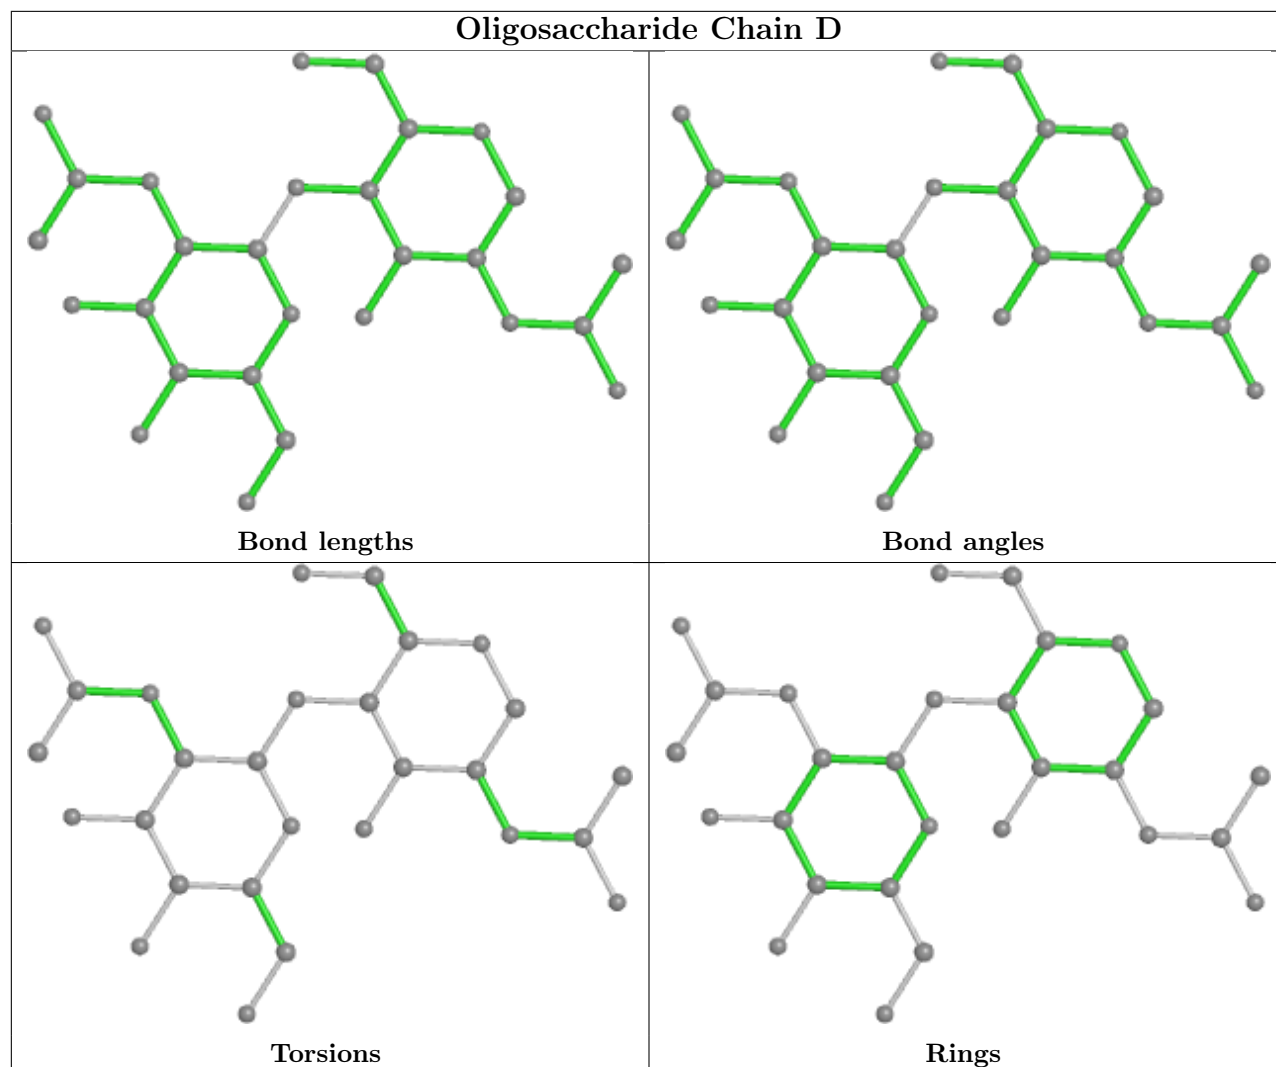 Oligosaccharide Chain D
Bond lengths
Bond angles
Torsions
Rings